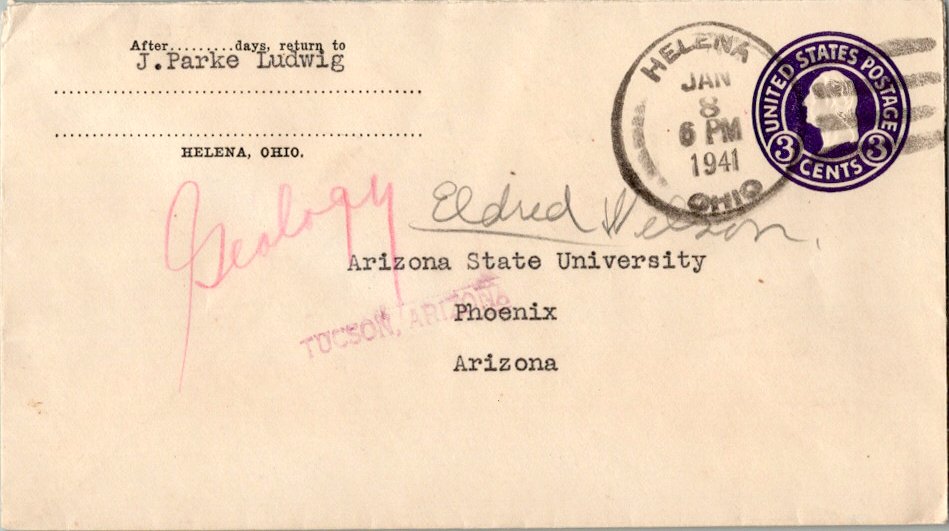 After.........days, return to
J.Parke Ludwig
HELENA, OHIO.
HELENA
JAN
8
6 PM
1941
OHIO
UNITED STATES POSTAGE
3 CENTS 3
Geology
Eldred Nelson.
Arizona State University
TUCSON, ARIZONA
Phoenix
Arizona